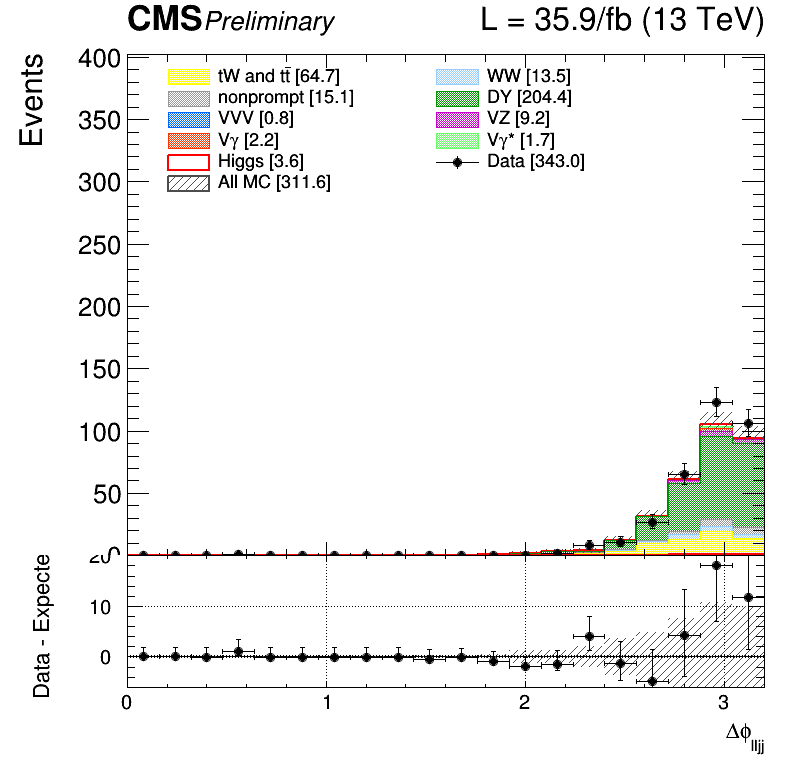 CMS Preliminary L = 35.9/fb (13 TeV)
Events
400
350
300
250
200
150
100
50
tW and tt̄ [64.7]
nonprompt [15.1]
VVV [0.8]
Vγ [2.2]
Higgs [3.6]
All MC [311.6]
WW [13.5]
DY [204.4]
VZ [9.2]
Vγ* [1.7]
Data [343.0]
Data - Expecte
20
10
0
0 1 2 3
Δϕlljj